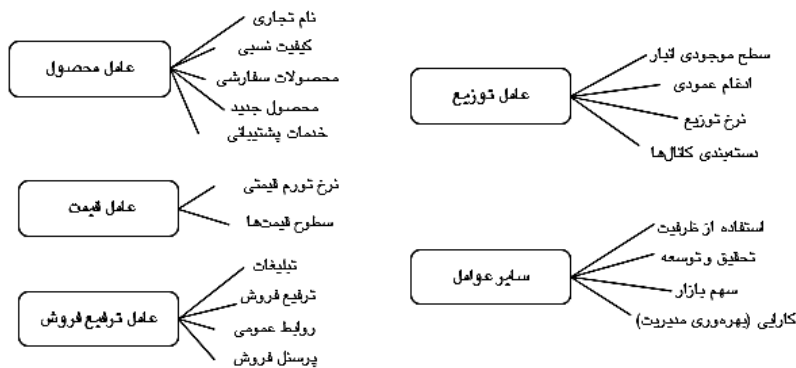 نام تجاری
کیفیت نسبی
عامل محصول
محصولات سفارشی
محصول جدید
خدمات پشتیبانی
نرخ تورم قیمتی
عامل قیمت
سطوح قیمت‌ها
تبلیغات
ترفیع فروش
عامل ترفیع فروش
روابط عمومی
پرسنل فروش
سطح موجودی انبار
ادغام عمودی
عامل توزیع
نرخ توزیع
دسته‌بندی کانال‌ها
استفاده از ظرفیت
تحقیق و توسعه
سایر عوامل
سهم بازار
کارایی (بهره‌وری مدیریت)